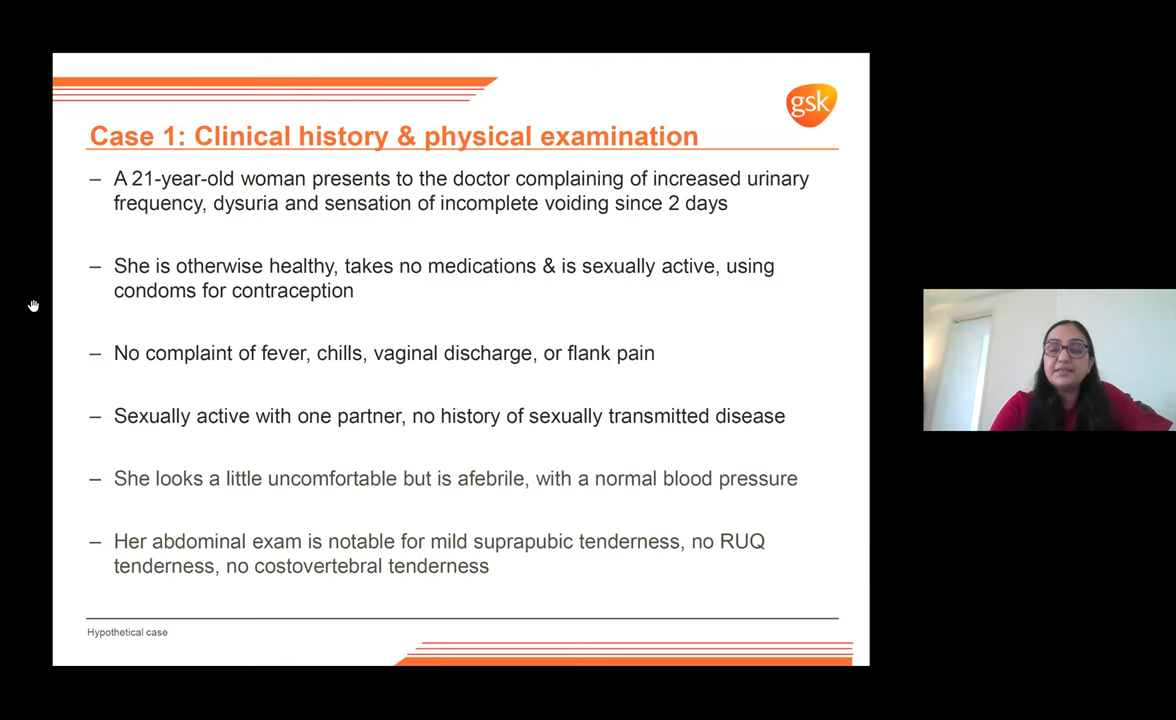 gsk
Case 1: Clinical history & physical examination
– A 21-year-old woman presents to the doctor complaining of increased urinary
frequency, dysuria and sensation of incomplete voiding since 2 days
– She is otherwise healthy, takes no medications & is sexually active, using
condoms for contraception
– No complaint of fever, chills, vaginal discharge, or flank pain
– Sexually active with one partner, no history of sexually transmitted disease
– She looks a little uncomfortable but is afebrile, with a normal blood pressure
– Her abdominal exam is notable for mild suprapubic tenderness, no RUQ
tenderness, no costovertebral tenderness
Hypothetical case